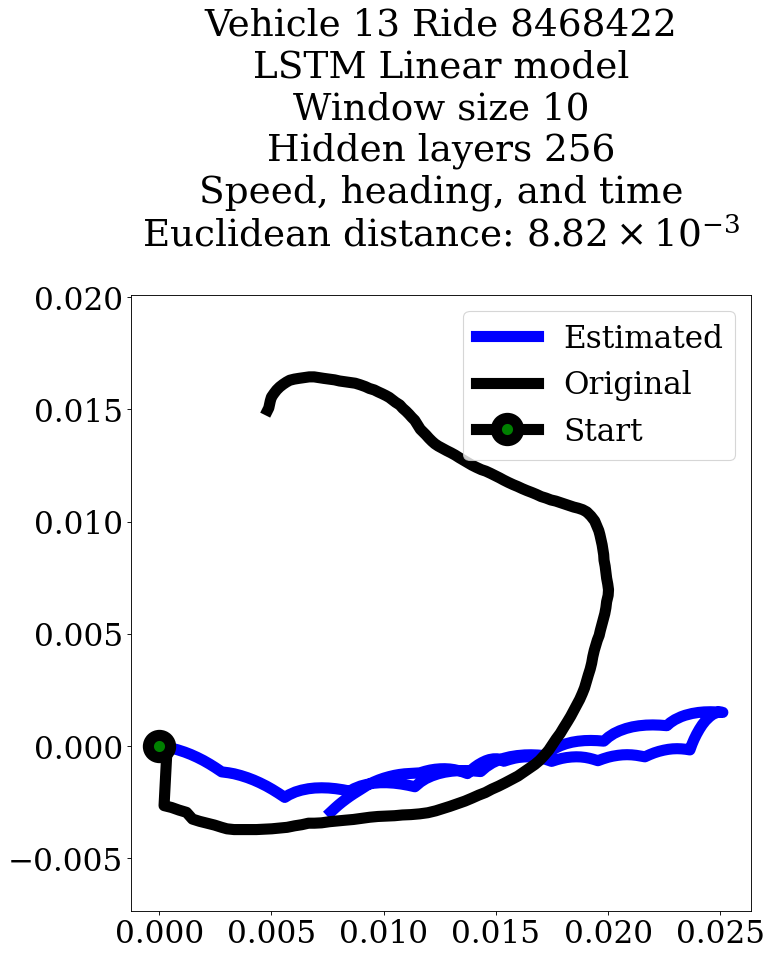 Vehicle 13 Ride 8468422
LSTM Linear model
Window size 10
Hidden layers 256
Speed, heading, and time
Euclidean distance: 8.82 × 10⁻³
0.020
0.015
0.010
0.005
0.000
−0.005
Estimated
Original
Start
0.000 0.005 0.010 0.015 0.020 0.025